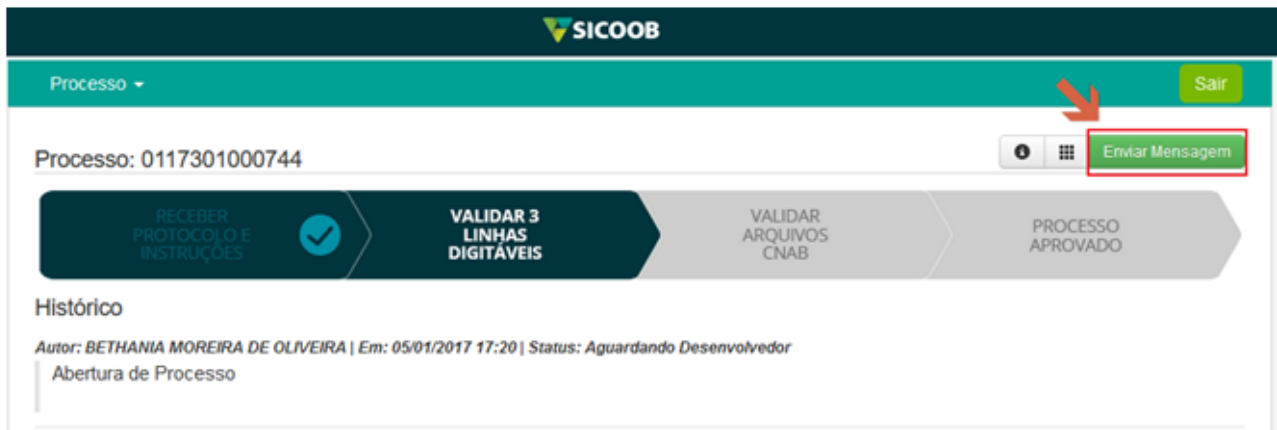 SICOOB
Processo
Sair
Processo: 0117301000744
Enviar Mensagem
RECEBER
PROTOCOLO E
INSTRUÇÕES
VALIDAR 3
LINHAS
DIGITÁVEIS
VALIDAR
ARQUIVOS
CNAB
PROCESSO
APROVADO
Histórico
Autor: BETHANIA MOREIRA DE OLIVEIRA | Em: 05/01/2017 17:20 | Status: Aguardando Desenvolvedor
Abertura de Processo